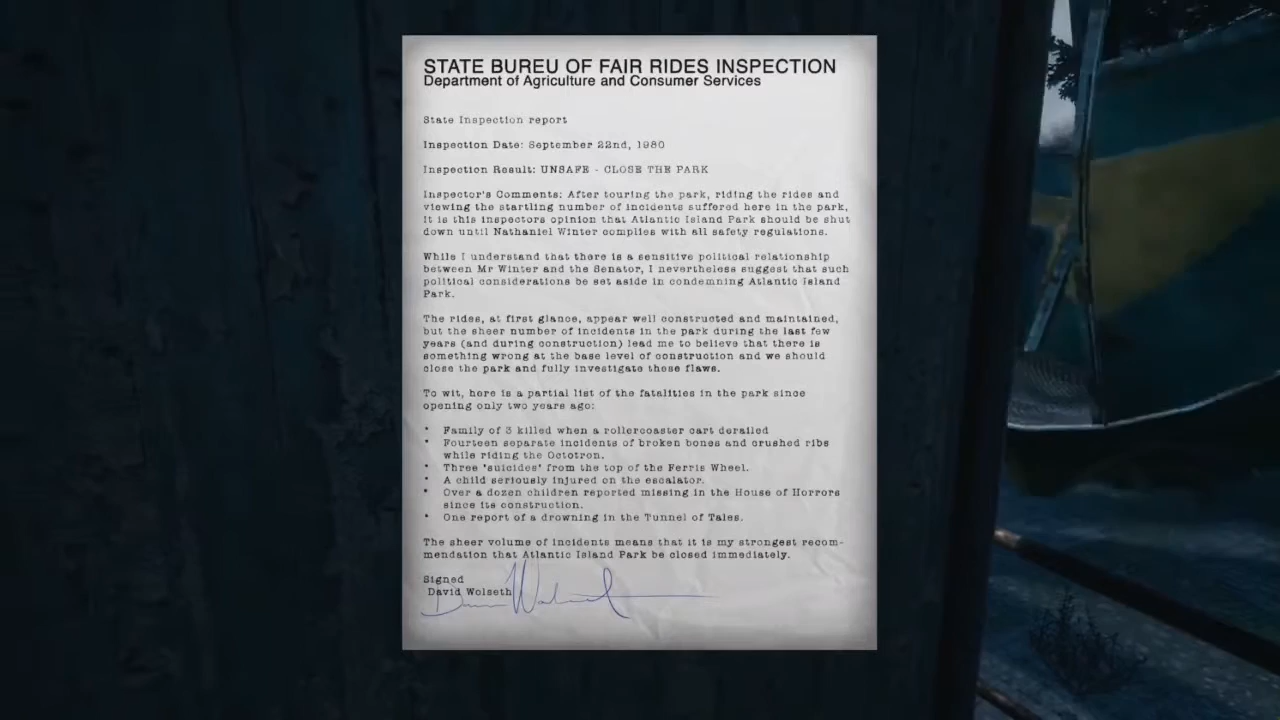 STATE BUREU OF FAIR RIDES INSPECTION
Department of Agriculture and Consumer Services
State Inspection report
Inspection Date: September 22nd, 1980
Inspection Result: UNSAFE - CLOSE THE PARK
Inspector's Comments: After touring the park, riding the rides and
viewing the startling number of incidents suffered here in the park,
it is this inspectors opinion that Atlantic Island Park should be shut
down until Nathaniel Winter complies with all safety regulations.
While I understand that there is a sensitive political relationship
between Mr Winter and the Senator, I nevertheless suggest that such
political considerations be set aside in condemning Atlantic Island
Park.
The rides, at first glance, appear well constructed and maintained,
but the sheer number of incidents in the park during the last few
years (and during construction) lead me to believe that there is
something wrong at the base level of construction and we should
close the park and fully investigate these flaws.
To wit, here is a partial list of the fatalities in the park since
opening only two years ago:
* Family of 3 killed when a rollercoaster cart derailed
* Fourteen separate incidents of broken bones and crushed ribs
while riding the Octotron.
* Three 'suicides' from the top of the Ferris Wheel.
* A child seriously injured on the escalator.
* Over a dozen children reported missing in the House of Horrors
since its construction.
* One report of a drowning in the Tunnel of Tales.
The sheer volume of incidents means that it is my strongest recom-
mendation that Atlantic Island Park be closed immediately.
Signed
David Wolseth